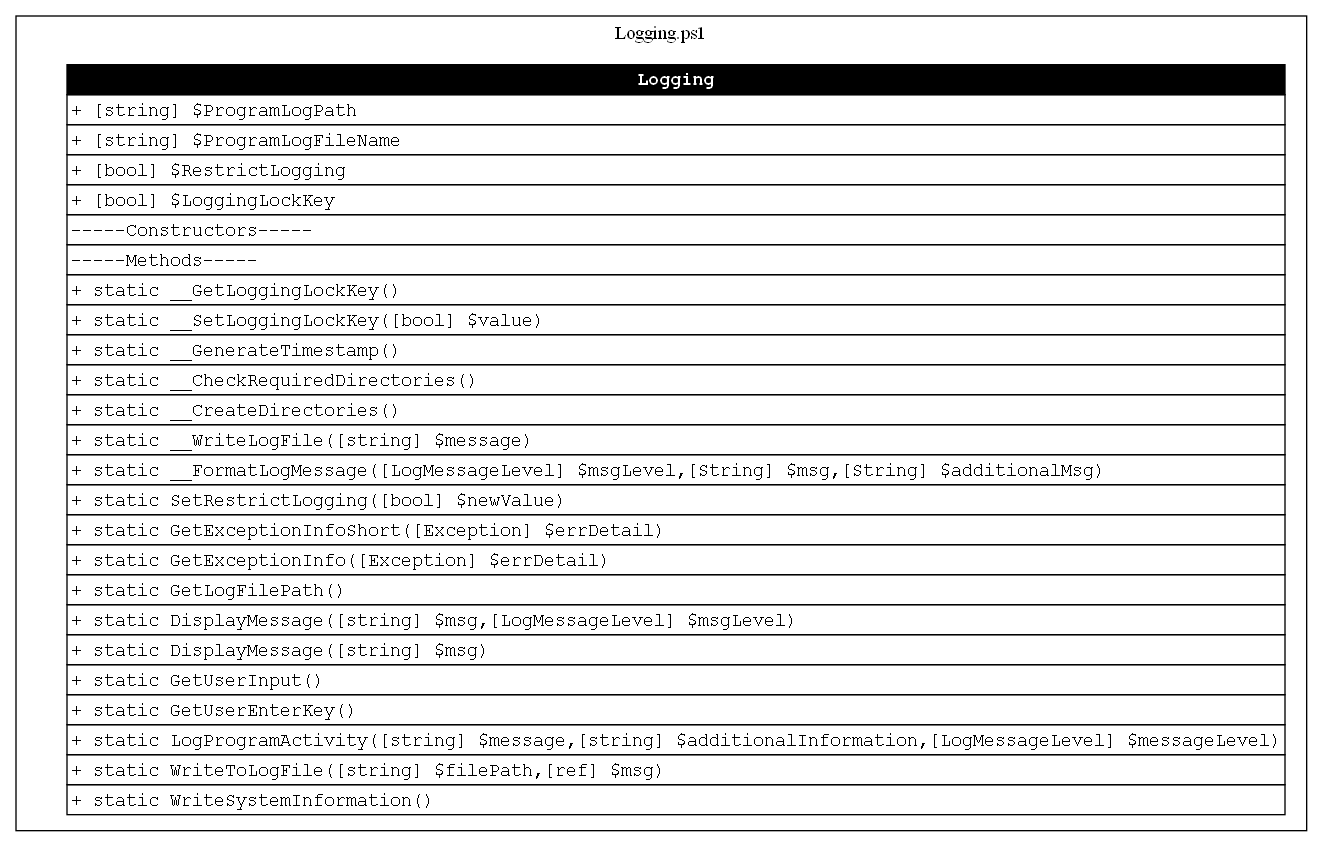 Logging.ps1
Logging
+ [string] $ProgramLogPath
+ [string] $ProgramLogFileName
+ [bool] $RestrictLogging
+ [bool] $LoggingLockKey
-----Constructors-----
-----Methods-----
+ static __GetLoggingLockKey()
+ static __SetLoggingLockKey([bool] $value)
+ static __GenerateTimestamp()
+ static __CheckRequiredDirectories()
+ static __CreateDirectories()
+ static __WriteLogFile([string] $message)
+ static __FormatLogMessage([LogMessageLevel] $msgLevel,[String] $msg,[String] $additionalMsg)
+ static SetRestrictLogging([bool] $newValue)
+ static GetExceptionInfoShort([Exception] $errDetail)
+ static GetExceptionInfo([Exception] $errDetail)
+ static GetLogFilePath()
+ static DisplayMessage([string] $msg,[LogMessageLevel] $msgLevel)
+ static DisplayMessage([string] $msg)
+ static GetUserInput()
+ static GetUserEnterKey()
+ static LogProgramActivity([string] $message,[string] $additionalInformation,[LogMessageLevel] $messageLevel)
+ static WriteToLogFile([string] $filePath,[ref] $msg)
+ static WriteSystemInformation()